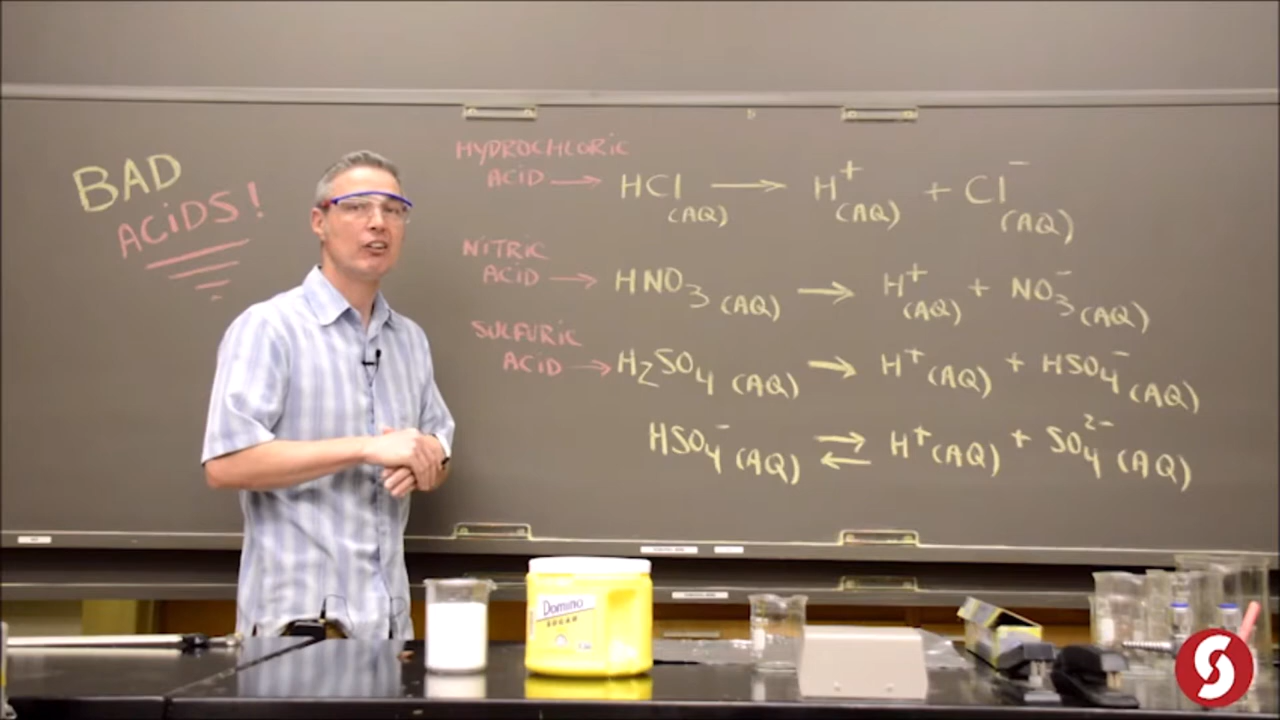 BAD
ACiDS!
HYDROCHLORIC
ACiD → HCl (AQ) → H⁺ (AQ) + Cl⁻ (AQ)
NiTRiC
ACiD → HNO₃ (AQ) → H⁺ (AQ) + NO₃⁻ (AQ)
SULFURiC
ACiD → H₂SO₄ (AQ) → H⁺ (AQ) + HSO₄⁻ (AQ)
HSO₄⁻ (AQ) ⇄ H⁺ (AQ) + SO₄²⁻ (AQ)
Domino
SUGAR
S